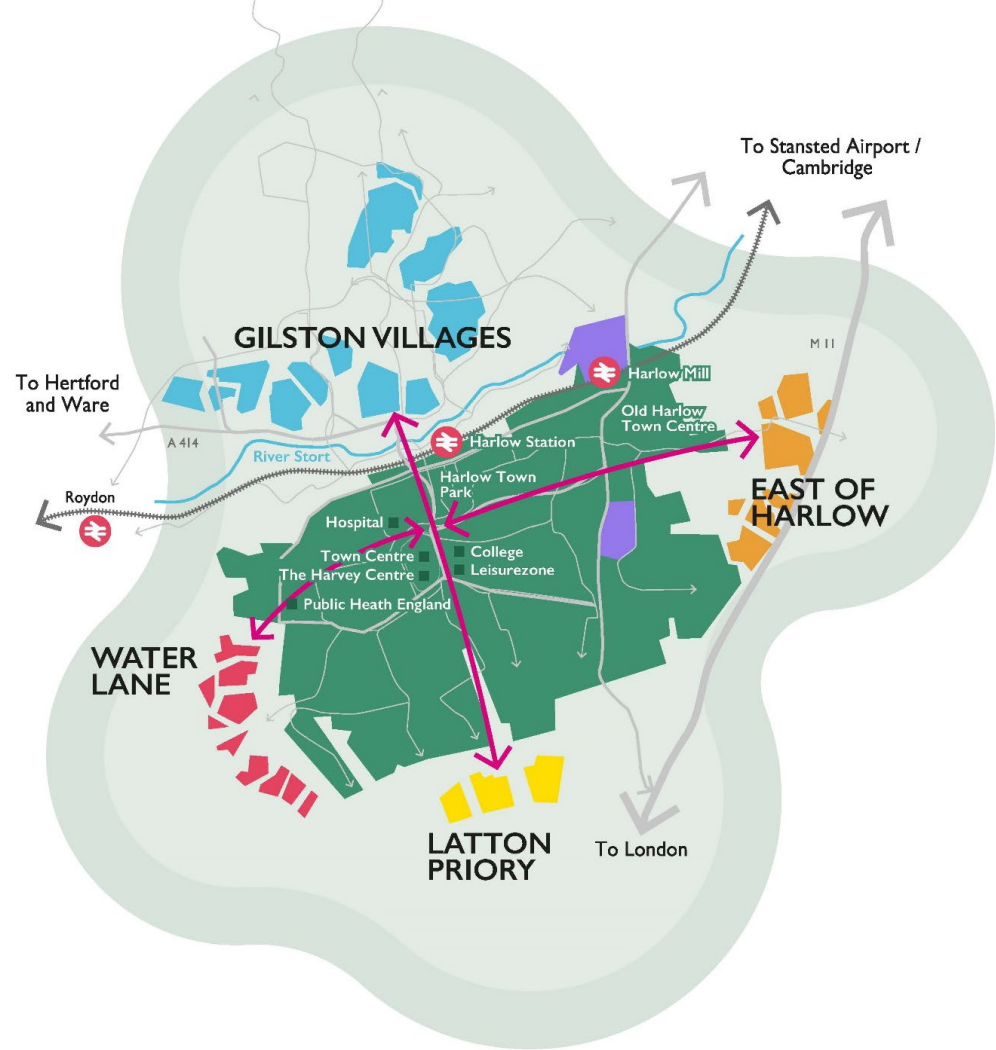 To Stansted Airport /
Cambridge
M11
GILSTON VILLAGES
To Hertford
and Ware
A 414
River Stort
Harlow Mill
Old Harlow
Town Centre
Harlow Station
Harlow Town
Park
Roydon
EAST OF
HARLOW
Hospital
Town Centre
The Harvey Centre
College
Leisurezone
Public Heath England
WATER
LANE
LATTON
PRIORY
To London